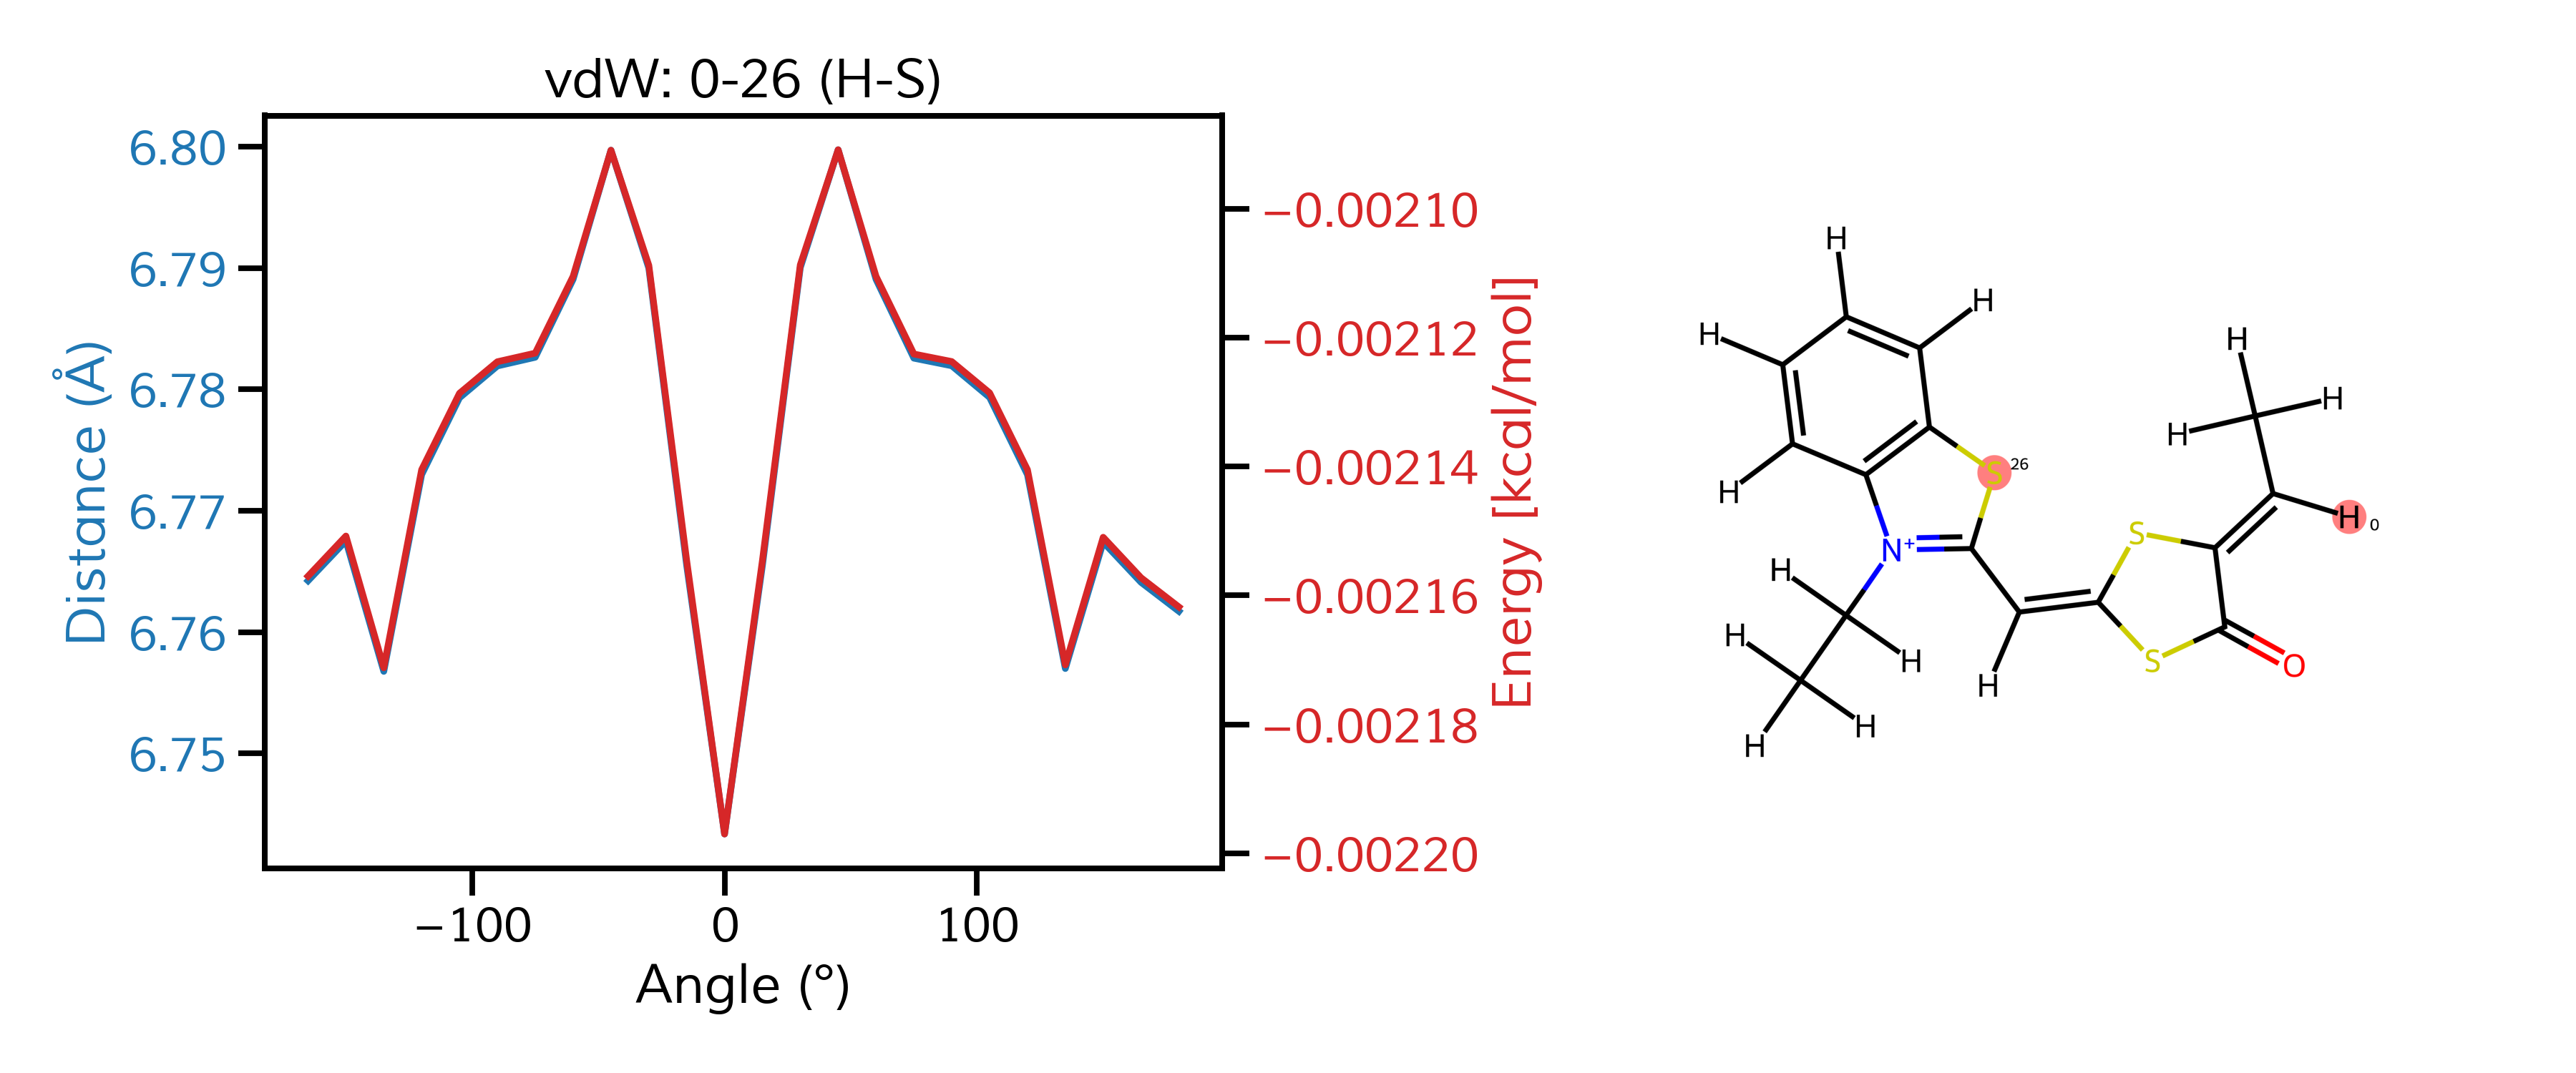 vdW: 0-26 (H-S)
6.80
6.79
6.78
6.77
6.76
6.75
Distance (Å)
−100
0
100
Angle (°)
−0.00210
−0.00212
−0.00214
−0.00216
−0.00218
−0.00220
Energy [kcal/mol]
H
H
H
H
H
H
H
S 26
H
H 0
S
N+
H
H
H
S
O
H
H
H